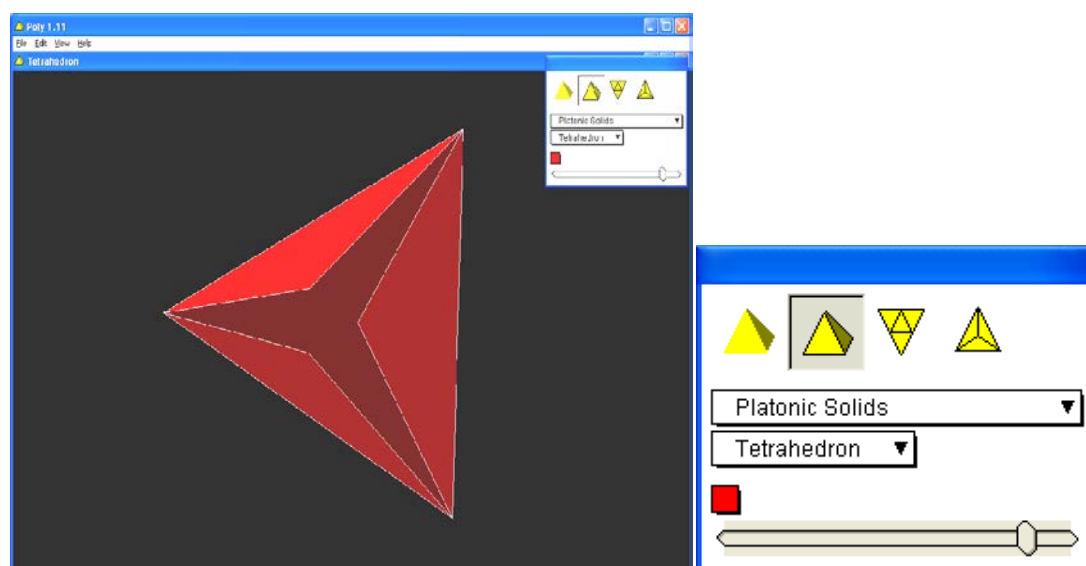 Poly 1.11
File Edit View Help
Tetrahedron
Platonic Solids
Tetrahedron
Platonic Solids
Tetrahedron